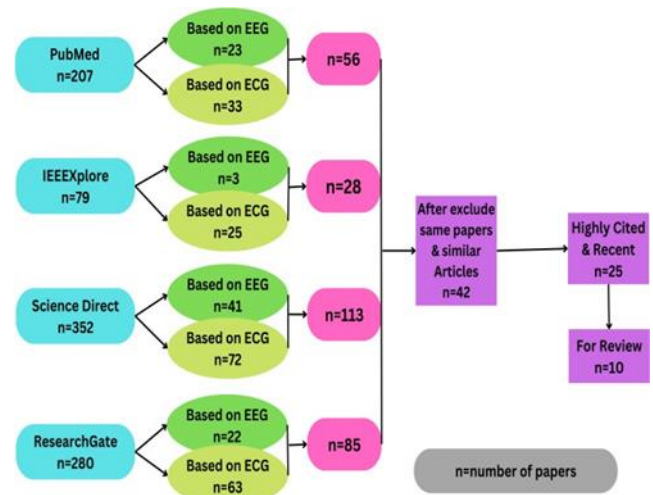 PubMed
n=207
Based on EEG
n=23
Based on ECG
n=33
n=56
IEEEXplore
n=79
Based on EEG
n=3
Based on ECG
n=25
n=28
Science Direct
n=352
Based on EEG
n=41
Based on ECG
n=72
n=113
ResearchGate
n=280
Based on EEG
n=22
Based on ECG
n=63
n=85
After exclude
same papers
& similar
Articles
n=42
Highly Cited
& Recent
n=25
For Review
n=10
n=number of papers